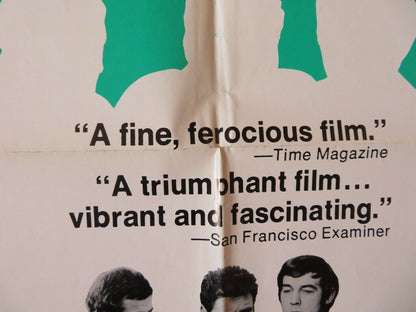 “A fine, ferocious film.”
—Time Magazine
“A triumphant film...
vibrant and fascinating.”
—San Francisco Examiner